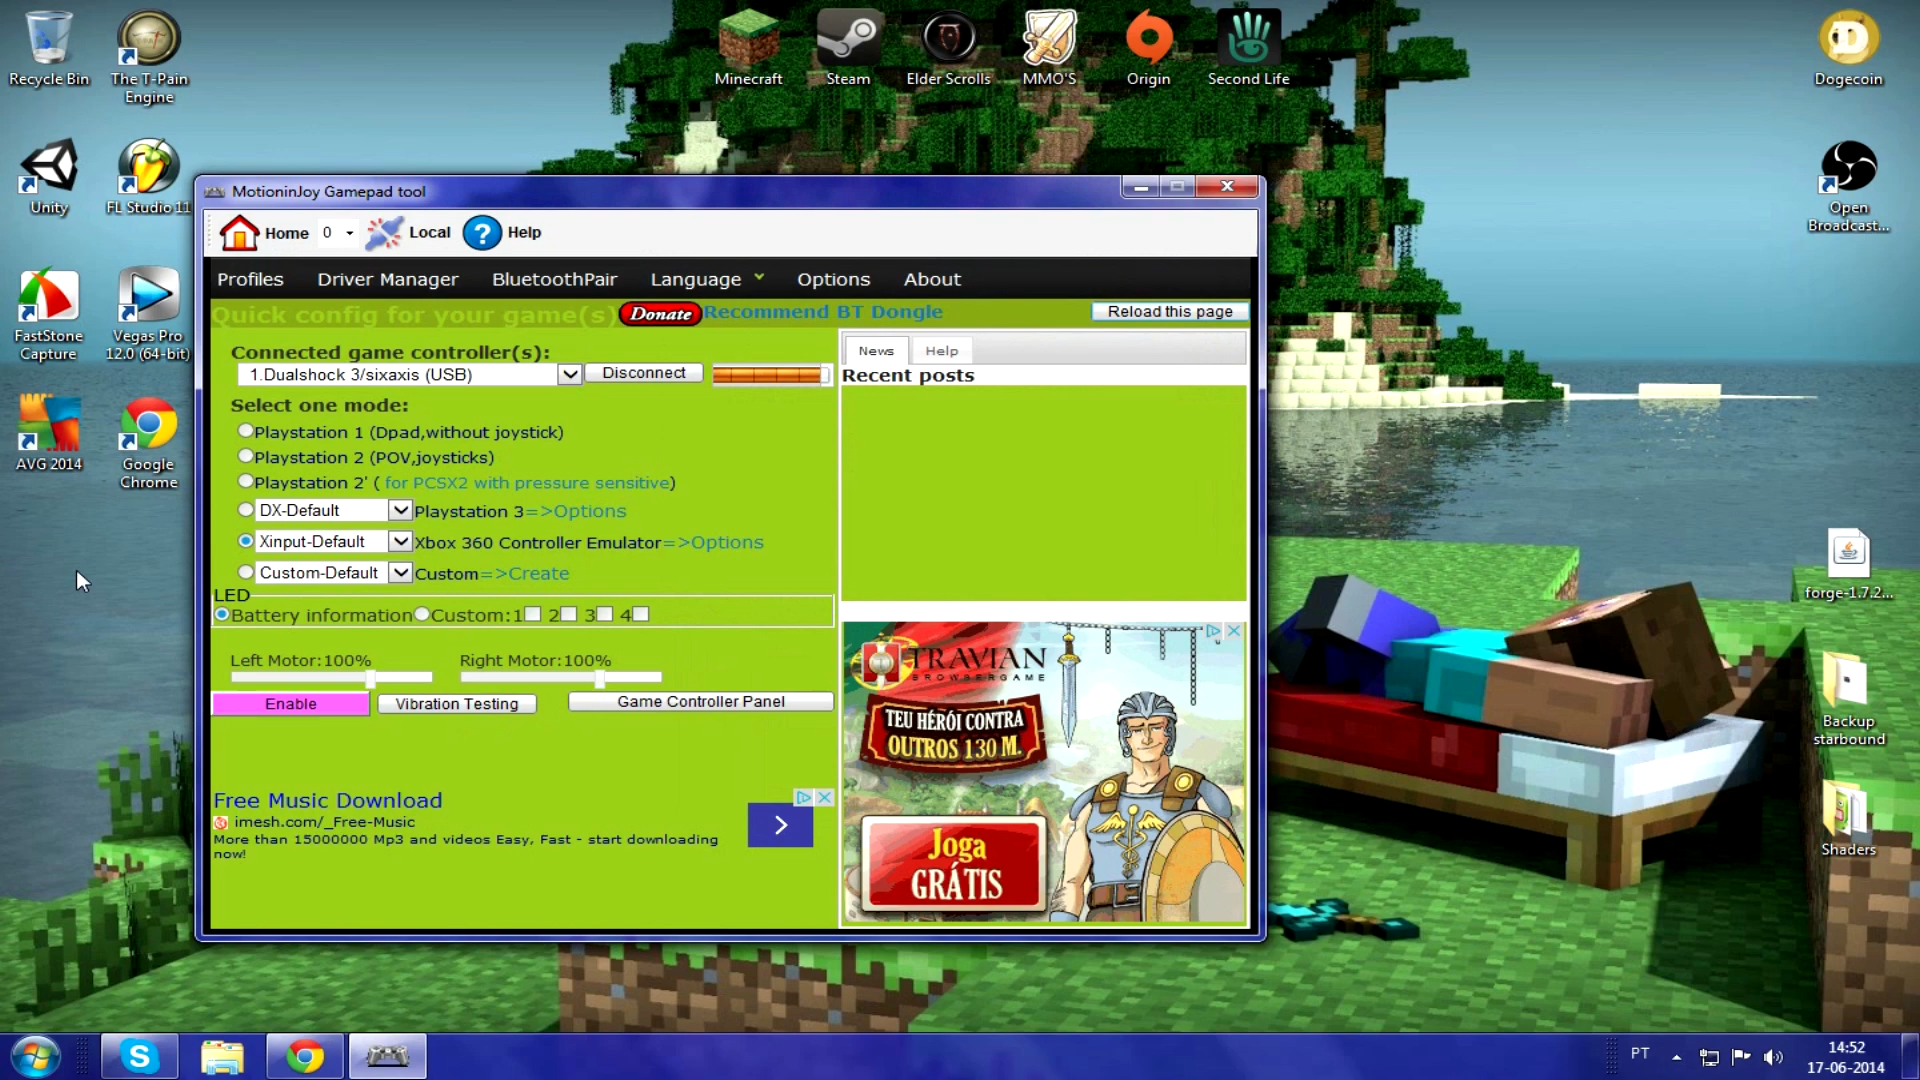 Recycle Bin
The T-Pain
Engine
Minecraft
Steam
Elder Scrolls
MMO'S
Origin
Second Life
Dogecoin
Unity
FL Studio 11
Open
Broadcast...
FastStone
Capture
Vegas Pro
12.0 (64-bit)
AVG 2014
Google
Chrome
forge-1.7.2...
Backup
starbound
Shaders
MotioninJoy Gamepad tool
Home 0 Local ? Help
Profiles Driver Manager BluetoothPair Language Options About
Quick config for your game(s) Donate Recommend BT Dongle Reload this page
Connected game controller(s):
1.Dualshock 3/sixaxis (USB) Disconnect
Select one mode:
Playstation 1 (Dpad,without joystick)
Playstation 2 (POV,joysticks)
Playstation 2' ( for PCSX2 with pressure sensitive)
DX-Default Playstation 3=>Options
Xinput-Default Xbox 360 Controller Emulator=>Options
Custom-Default Custom=>Create
LED
Battery information Custom:1 2 3 4
Left Motor:100% Right Motor:100%
Enable Vibration Testing Game Controller Panel
Free Music Download
imesh.com/_Free-Music
More than 15000000 Mp3 and videos Easy, Fast - start downloading
now!
News Help
Recent posts
TRAVIAN
BROWSERGAME
TEU HÉRÓI CONTRA
OUTROS 130 M.
Joga
GRÁTIS
PT
14:52
17-06-2014